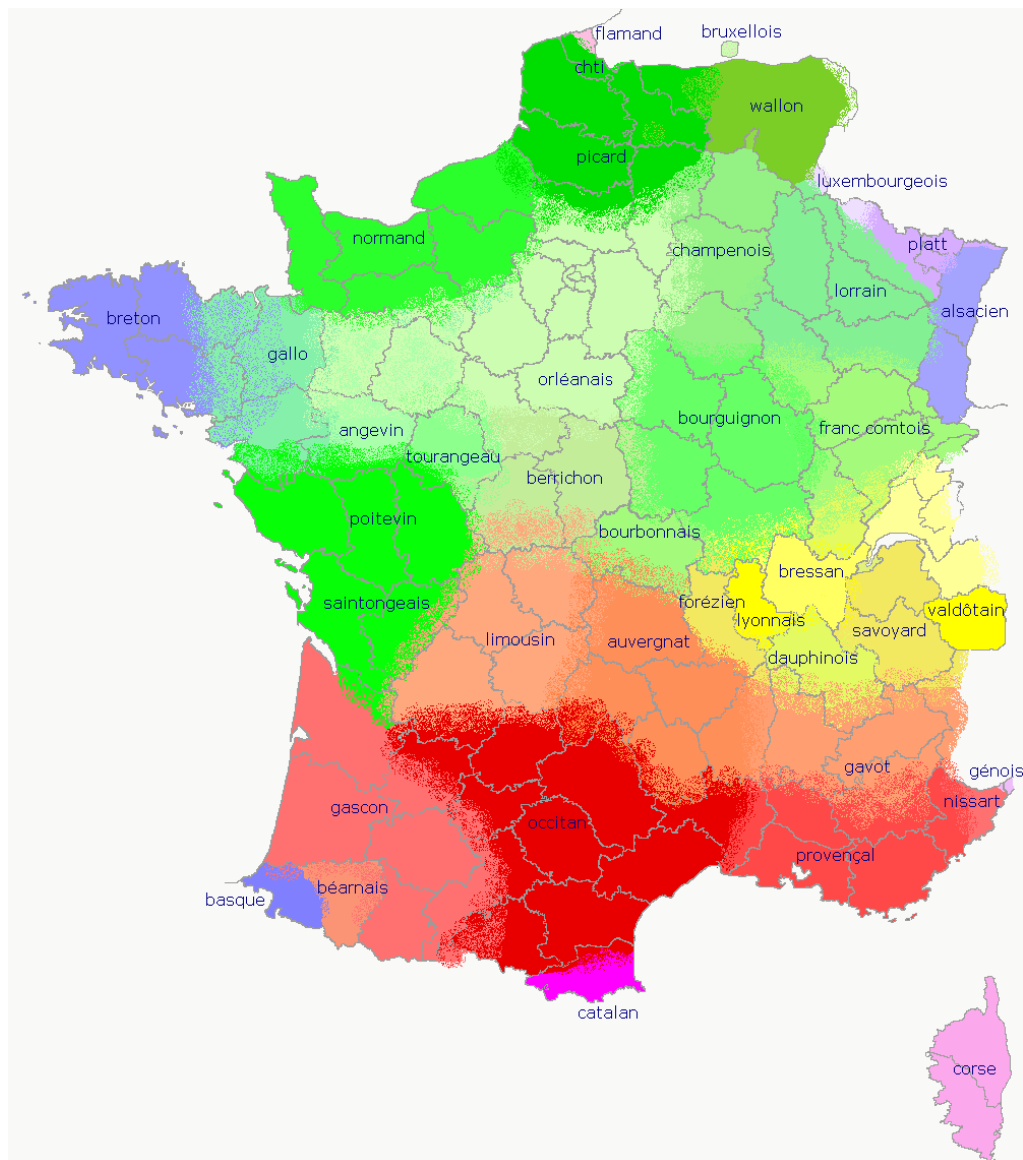 flamand
bruxellois
chti
wallon
picard
luxembourgeois
normand
champenois
platt
lorrain
breton
alsacien
gallo
orléanais
bourguignon
angevin
franc comtois
tourangeau
berrichon
poitevin
bourbonnais
bressan
saintongeais
forézien
valdôtain
lyonnais
savoyard
limousin
auvergnat
dauphinois
gavot
génois
nissart
gascon
occitan
provençal
béarnais
basque
catalan
corse